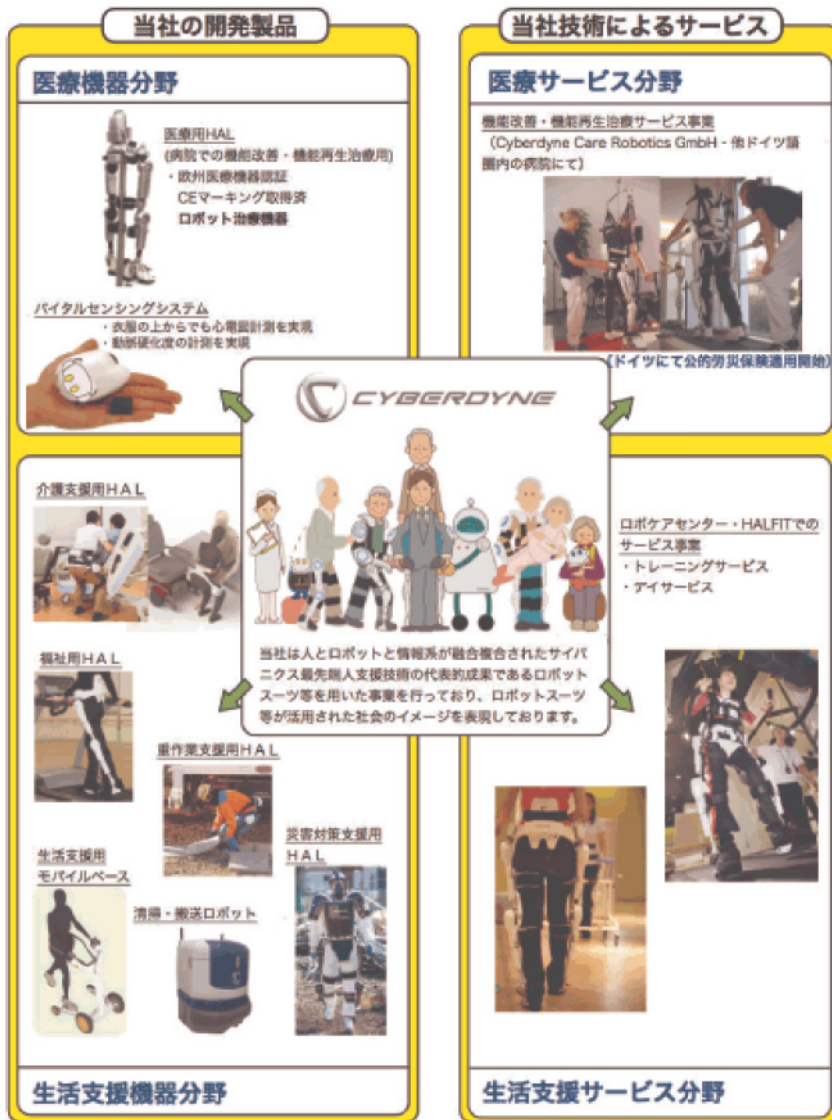 当社の開発製品
医療機器分野
医療用HAL
(病院での機能改善・機能再生治療用)
・欧州医療機器認証
CEマーキング取得済
ロボット治療機器
バイタルセンシングシステム
・衣服の上からでも心電図計測を実現
・動脈硬化度の計測を実現
当社技術によるサービス
医療サービス分野
機能改善・機能再生治療サービス事業
（Cyberdyne Care Robotics GmbH・他ドイツ語
圏内の病院にて）
（ドイツにて公的労災保険適用開始）
CYBERDYNE
当社は人とロボットと情報系が融合複合されたサイバ
ニクス最先端人支援技術の代表的成果であるロボット
スーツ等を用いた事業を行っており、ロボットスーツ
等が活用された社会のイメージを表現しております。
介護支援用HAL
福祉用HAL
重作業支援用HAL
災害対策支援用
HAL
生活支援用
モバイルベース
清掃・搬送ロボット
生活支援機器分野
ロボケアセンター・HALFITでの
サービス事業
・トレーニングサービス
・デイサービス
生活支援サービス分野